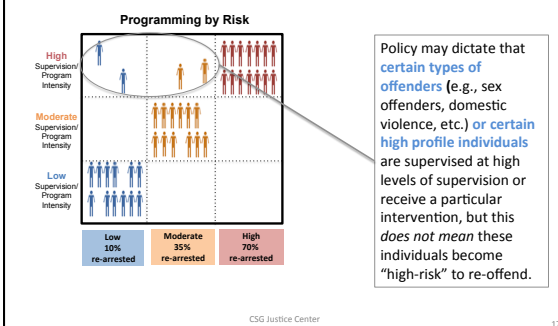 Programming by Risk
High
Supervision/
Program
Intensity
Moderate
Supervision/
Program
Intensity
Low
Supervision/
Program
Intensity
Low
10%
re-arrested
Moderate
35%
re-arrested
High
70%
re-arrested
Policy may dictate that
certain types of
offenders (e.g., sex
offenders, domestic
violence, etc.) or certain
high profile individuals
are supervised at high
levels of supervision or
receive a particular
intervention, but this
does not mean these
individuals become
“high-risk” to re-offend.
CSG Justice Center